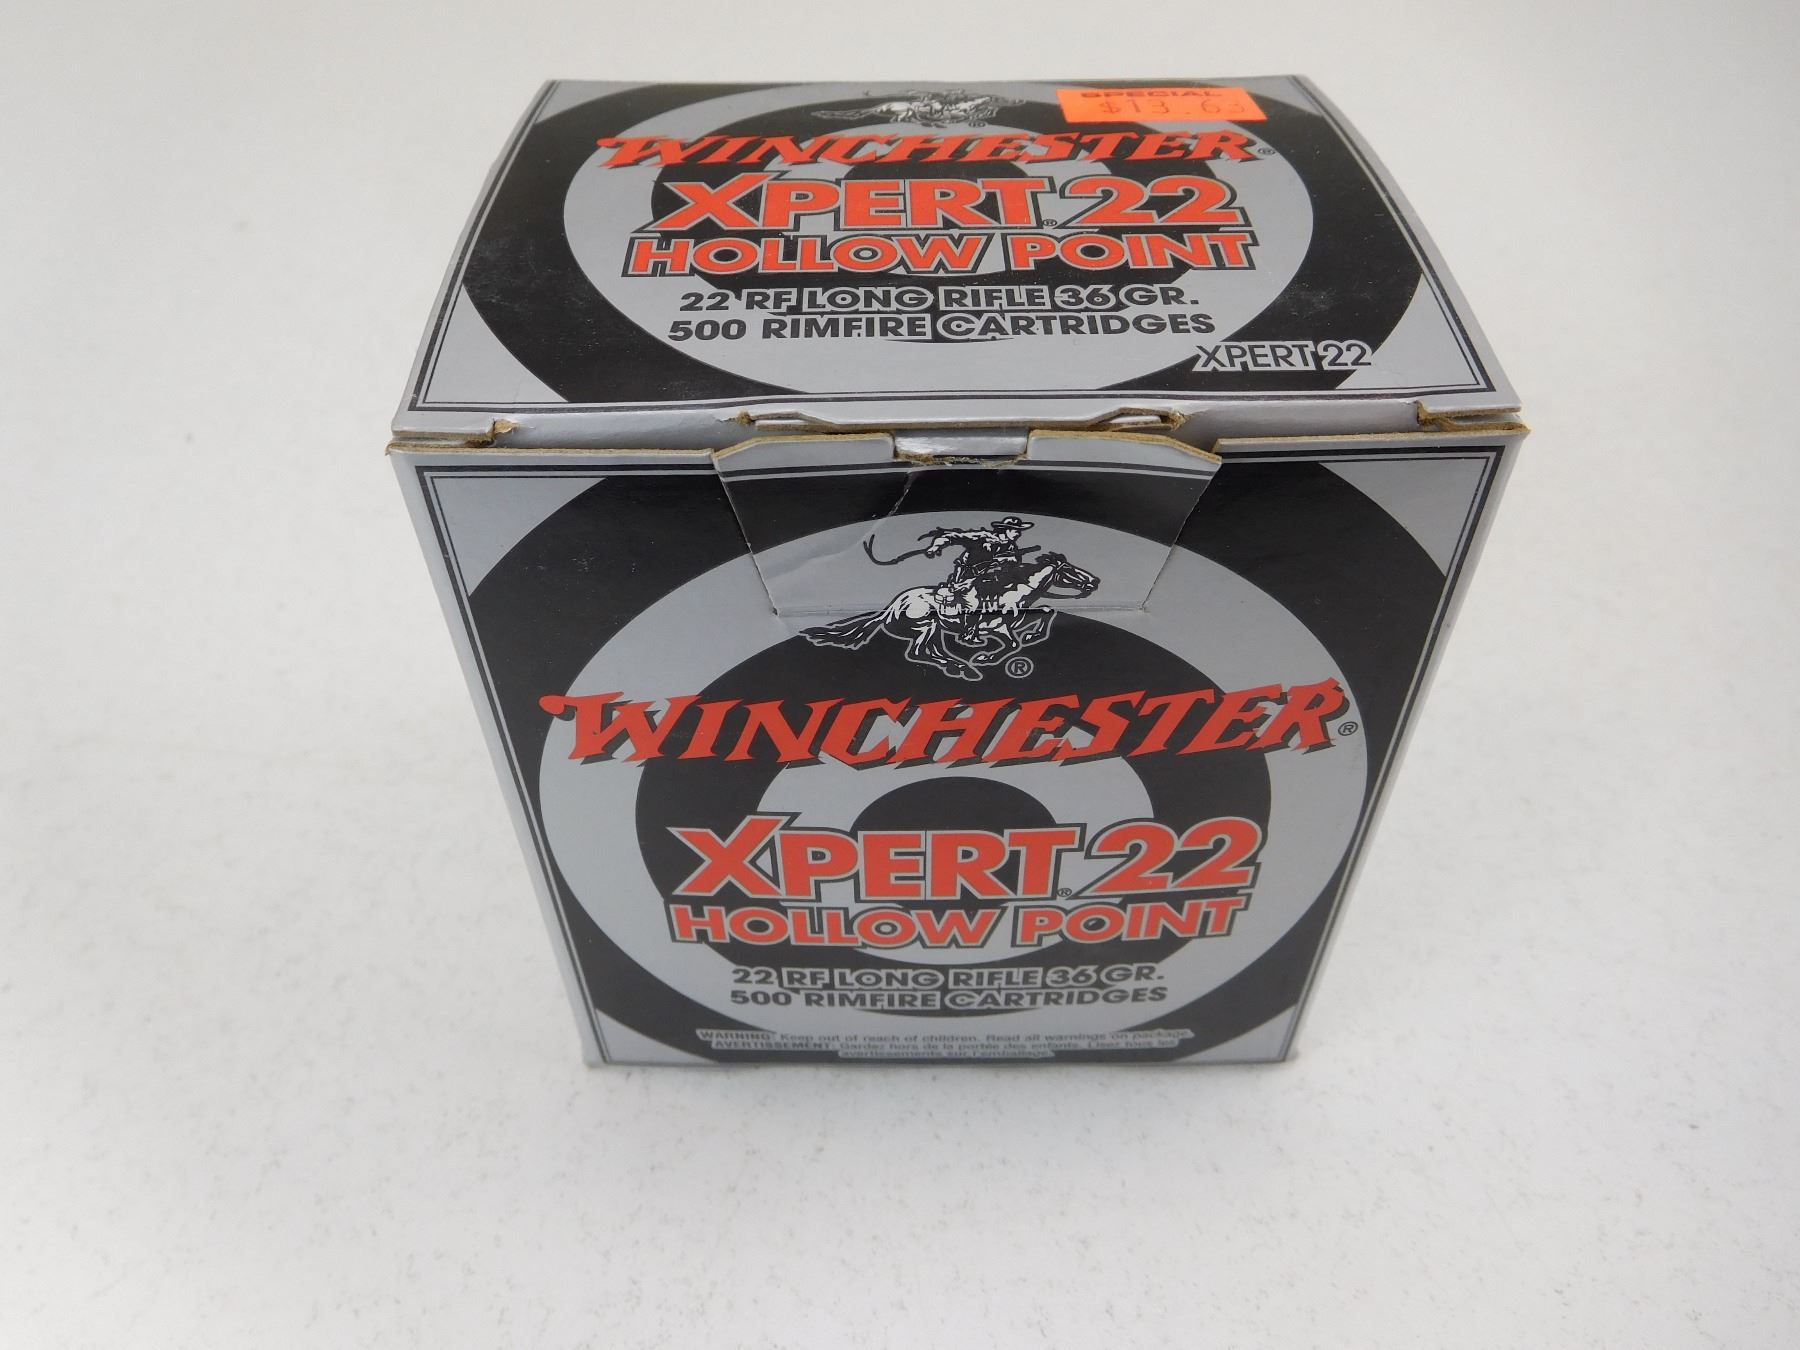 SPECIAL
$13.63
WINCHESTER®
XPERT® 22
HOLLOW POINT
22 RF LONG RIFLE 36 GR.
500 RIMFIRE CARTRIDGES
XPERT 22
®
WINCHESTER®
XPERT® 22
HOLLOW POINT
22 RF LONG RIFLE 36 GR.
500 RIMFIRE CARTRIDGES
WARNING: Keep out of reach of children. Read all warnings on package.
AVERTISSEMENT: Gardez hors de la portée des enfants. Lisez tous les
avertissements sur l'emballage.